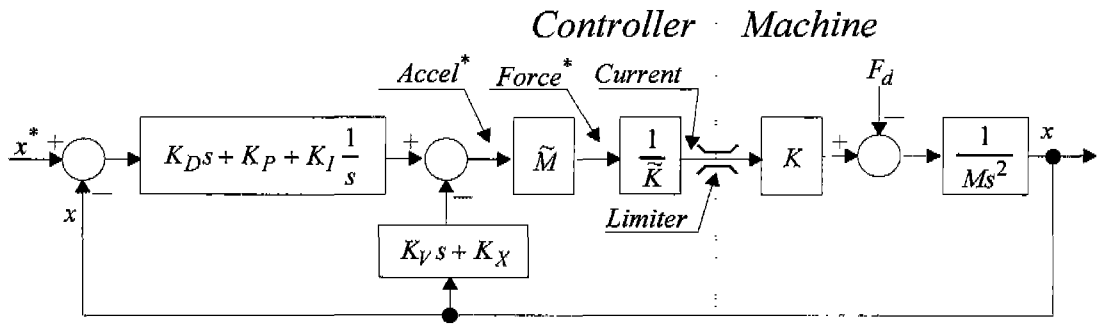 Controller Machine
Accel* Force* Current F_d
x* + K_D s + K_P + K_I 1/s + M̃ 1/K̃ K + − 1/(Ms²) x
−
x
−
Limiter
K_V s + K_X